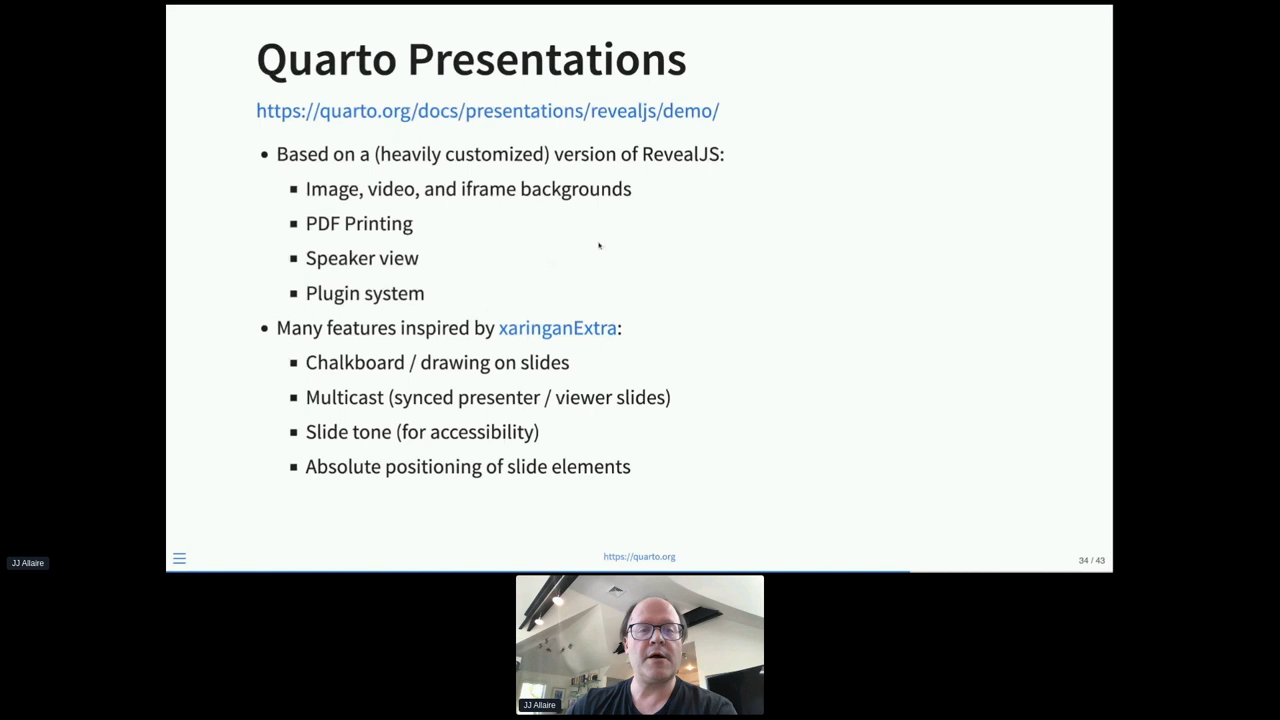 Quarto Presentations
https://quarto.org/docs/presentations/revealjs/demo/
• Based on a (heavily customized) version of RevealJS:
▪ Image, video, and iframe backgrounds
▪ PDF Printing
▪ Speaker view
▪ Plugin system
• Many features inspired by xaringanExtra:
▪ Chalkboard / drawing on slides
▪ Multicast (synced presenter / viewer slides)
▪ Slide tone (for accessibility)
▪ Absolute positioning of slide elements
https://quarto.org
34 / 43
JJ Allaire
JJ Allaire